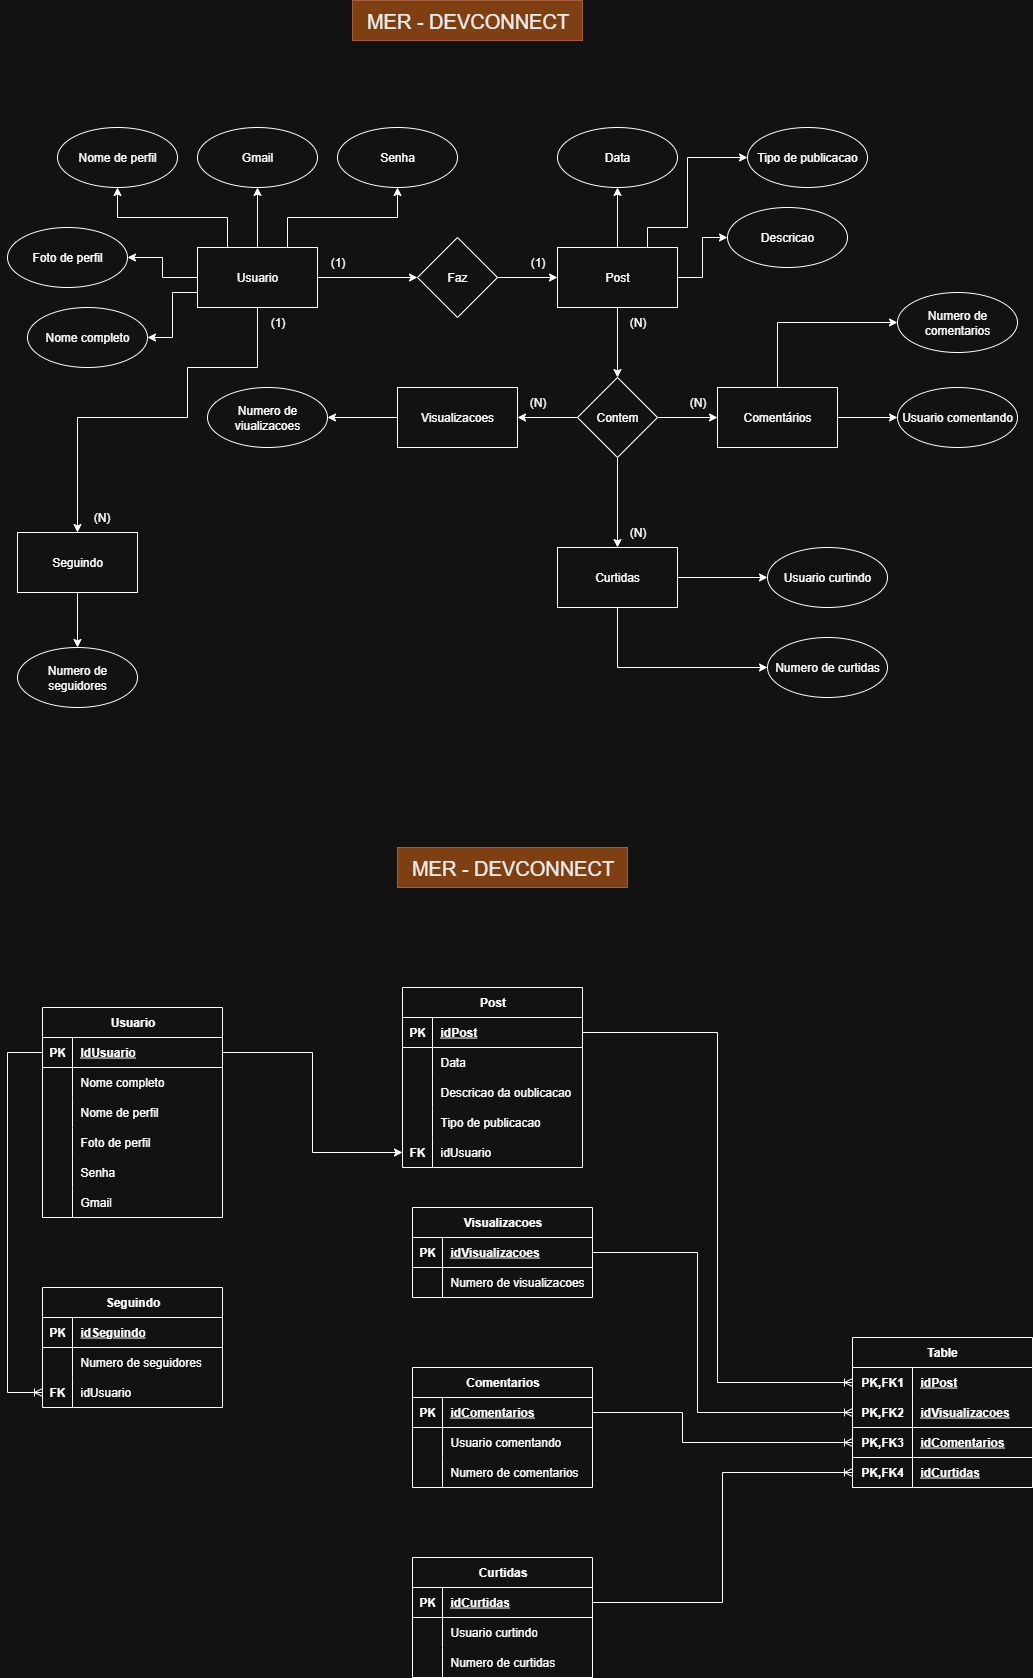 MER - DEVCONNECT
Nome de perfil
Gmail
Senha
Data
Tipo de publicacao
Foto de perfil
Usuario
(1)
Faz
(1)
Post
Descricao
Nome completo
(1)
(N)
Numero de
comentarios
Numero de
viualizacoes
Visualizacoes
(N)
Contem
(N)
Comentários
Usuario comentando
(N)
Seguindo
(N)
Curtidas
Usuario curtindo
Numero de
seguidores
Numero de curtidas
MER - DEVCONNECT
Usuario
PK IdUsuario
Nome completo
Nome de perfil
Foto de perfil
Senha
Gmail
Post
PK idPost
Data
Descricao da oublicacao
Tipo de publicacao
FK idUsuario
Visualizacoes
PK idVisualizacoes
Numero de visualizacoes
Seguindo
PK idSeguindo
Numero de seguidores
FK idUsuario
Comentarios
PK idComentarios
Usuario comentando
Numero de comentarios
Table
PK,FK1 idPost
PK,FK2 idVisualizacoes
PK,FK3 idComentarios
PK,FK4 idCurtidas
Curtidas
PK idCurtidas
Usuario curtindo
Numero de curtidas